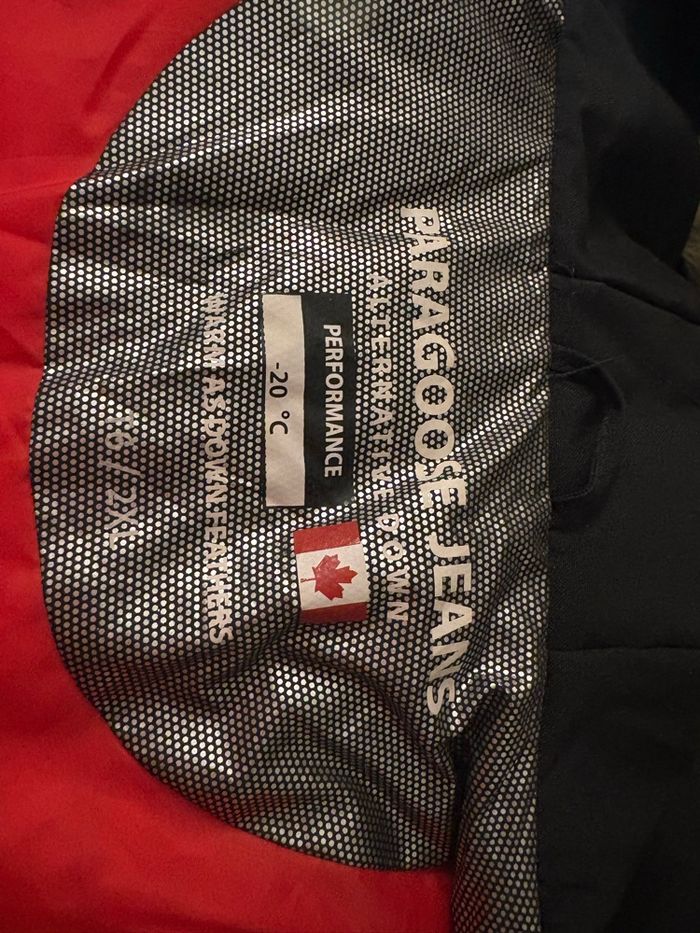 PARAGOOSE JEANS
ALTERNATIVE DOWN
PERFORMANCE
-20 °C
WARM AS DOWN FEATHERS
16 / 2XL